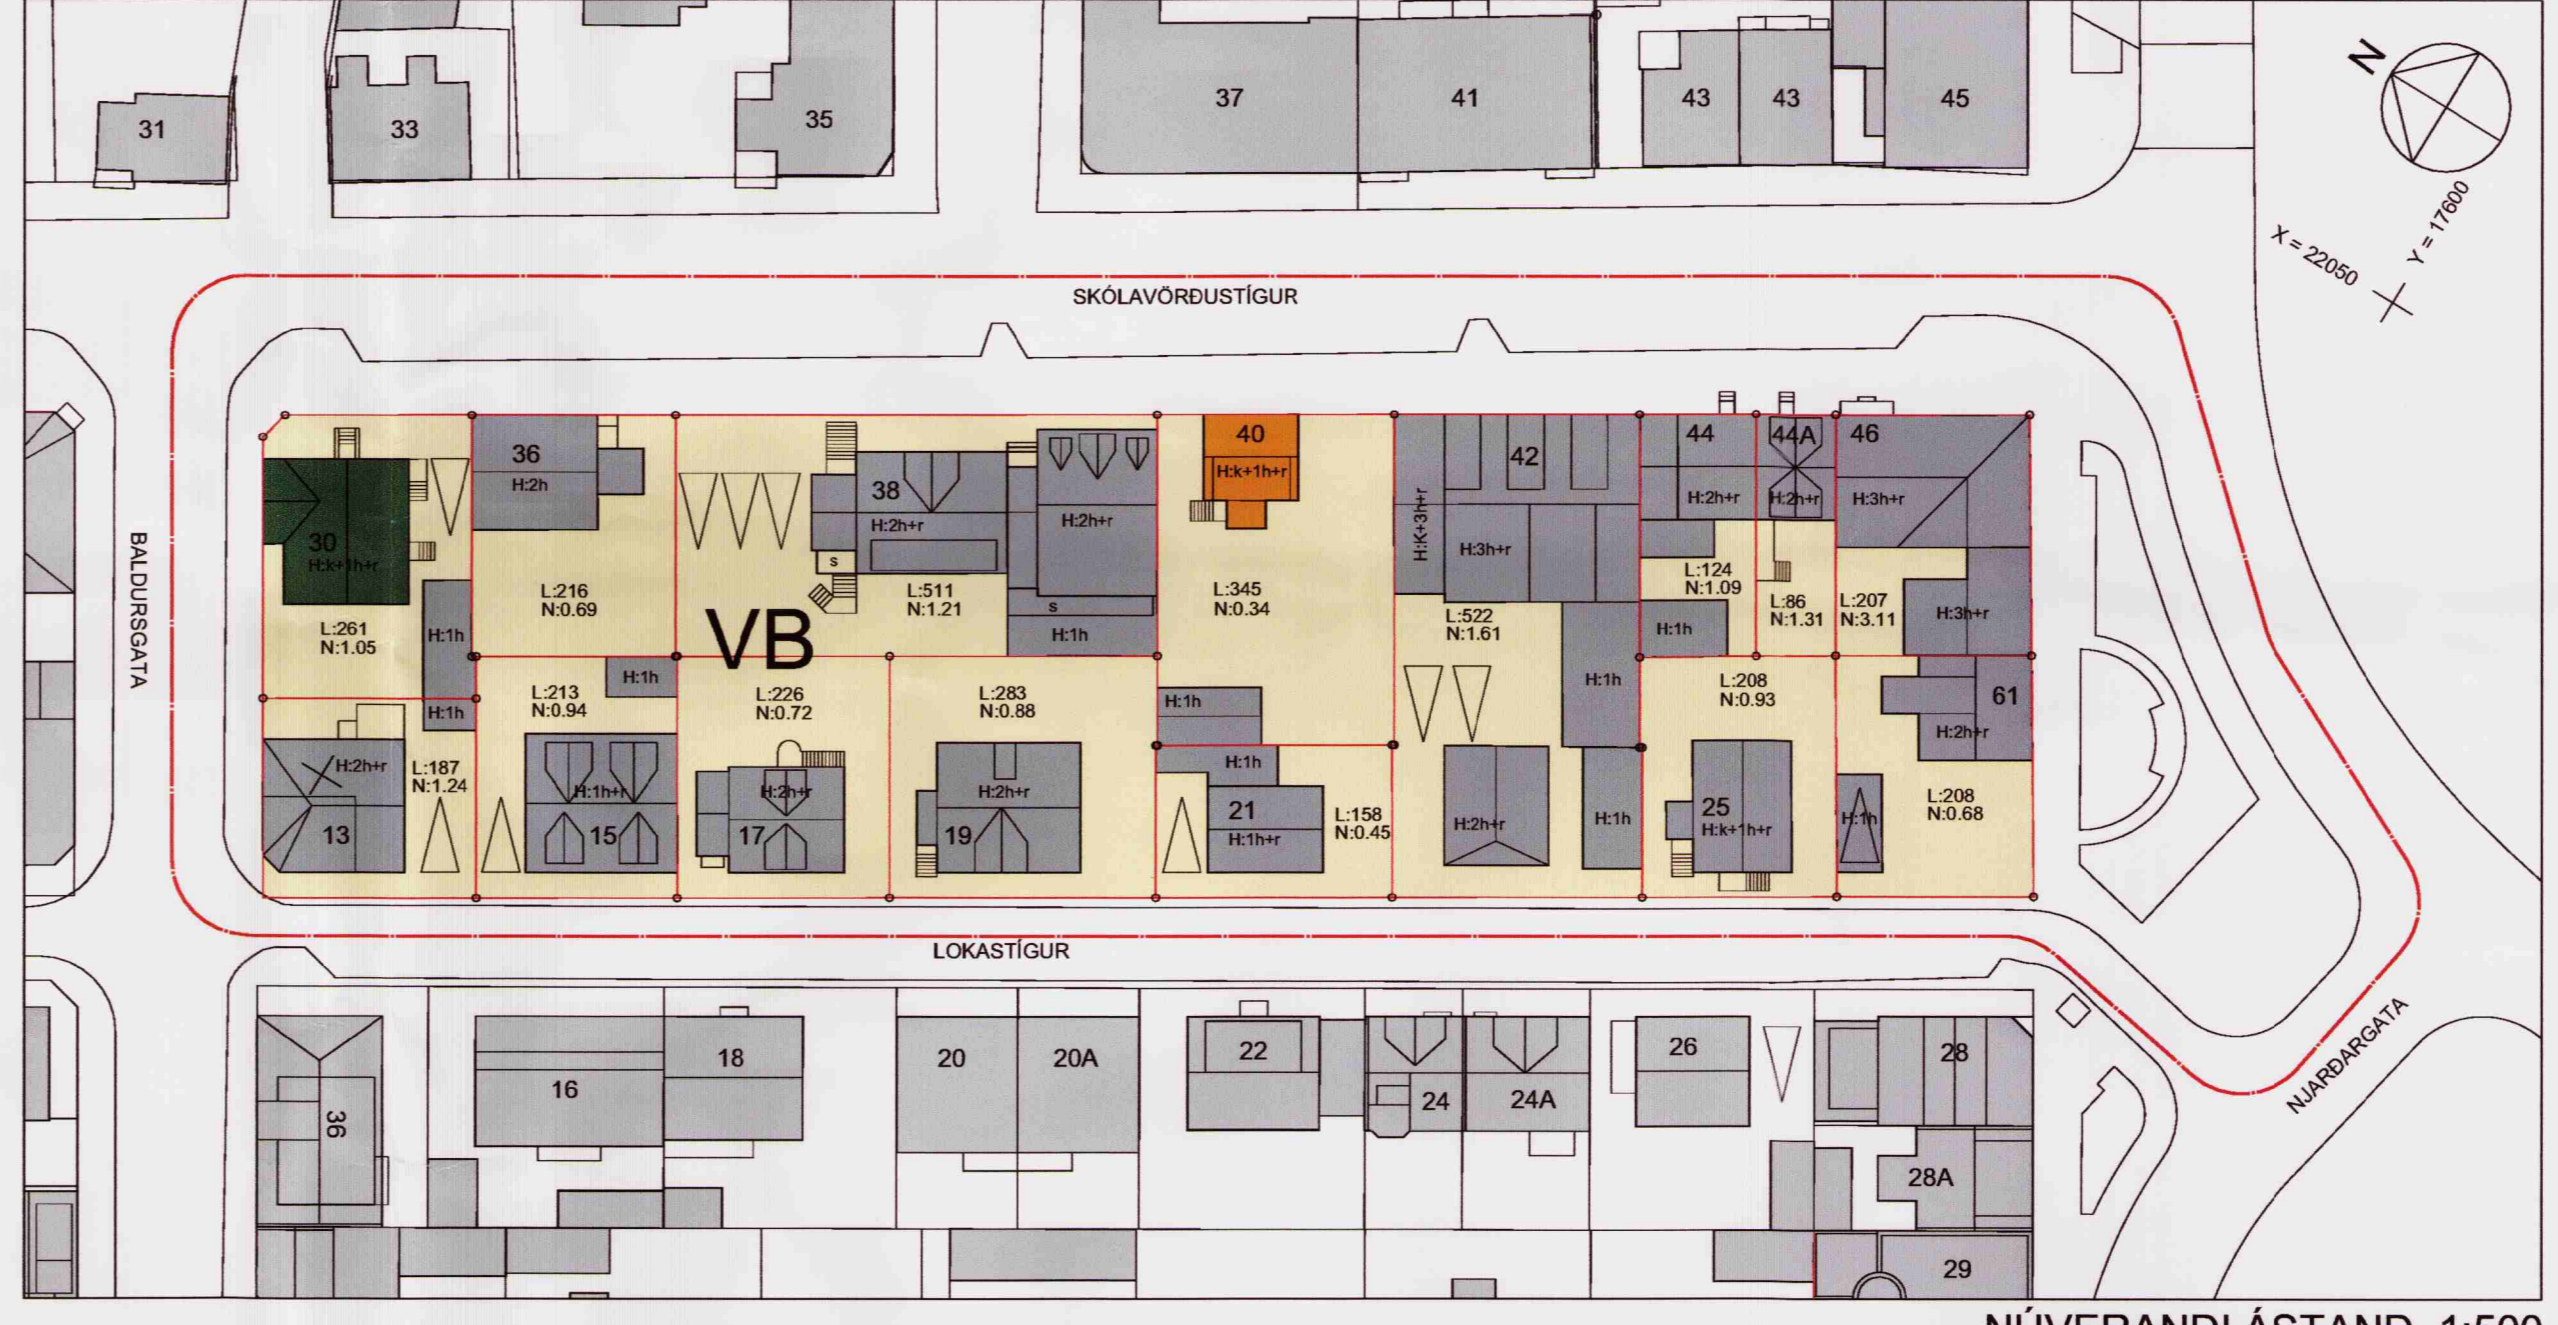 31
33
35
37
41
43
43
45
N
X = 22050
Y = 17600
SKÓLAVÖRÐUSTÍGUR
BALDURSGATA
30
H:k+1h+r
L:261
N:1.05
H:1h
36
H:2h
L:216
N:0.69
VB
38
H:2h+r
S
L:511
N:1.21
H:2h+r
S
H:1h
40
H:k+1h+r
L:345
N:0.34
H:1h
42
H:K+3h+r
H:3h+r
L:522
N:1.61
H:1h
44
H:2h+r
L:124
N:1.09
H:1h
44A
H:2h+r
L:86
N:1.31
46
H:3h+r
L:207
N:3.11
H:3h+r
H:1h
H:2h+r
13
L:187
N:1.24
L:213
N:0.94
H:1h
H:1h+r
15
L:226
N:0.72
H:2h+r
17
L:283
N:0.88
H:2h+r
19
H:1h
21
H:1h+r
L:158
N:0.45
H:2h+r
H:1h
L:208
N:0.93
25
H:k+1h+r
61
H:2h+r
H:1h
L:208
N:0.68
LOKASTÍGUR
NJARÐARGATA
36
16
18
20
20A
22
24
24A
26
28
28A
29
NÚVERANDI ÁSTAND 1:500